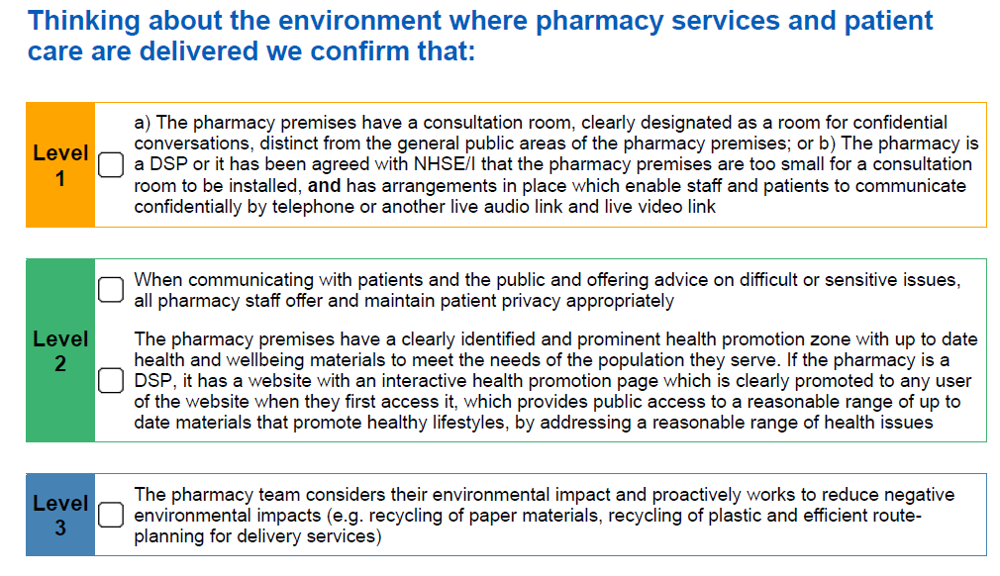 Thinking about the environment where pharmacy services and patient
care are delivered we confirm that:
Level
1
a) The pharmacy premises have a consultation room, clearly designated as a room for confidential
conversations, distinct from the general public areas of the pharmacy premises; or b) The pharmacy is
a DSP or it has been agreed with NHSE/I that the pharmacy premises are too small for a consultation
room to be installed, and has arrangements in place which enable staff and patients to communicate
confidentially by telephone or another live audio link and live video link
Level
2
When communicating with patients and the public and offering advice on difficult or sensitive issues,
all pharmacy staff offer and maintain patient privacy appropriately
The pharmacy premises have a clearly identified and prominent health promotion zone with up to date
health and wellbeing materials to meet the needs of the population they serve. If the pharmacy is a
DSP, it has a website with an interactive health promotion page which is clearly promoted to any user
of the website when they first access it, which provides public access to a reasonable range of up to
date materials that promote healthy lifestyles, by addressing a reasonable range of health issues
Level
3
The pharmacy team considers their environmental impact and proactively works to reduce negative
environmental impacts (e.g. recycling of paper materials, recycling of plastic and efficient route-
planning for delivery services)